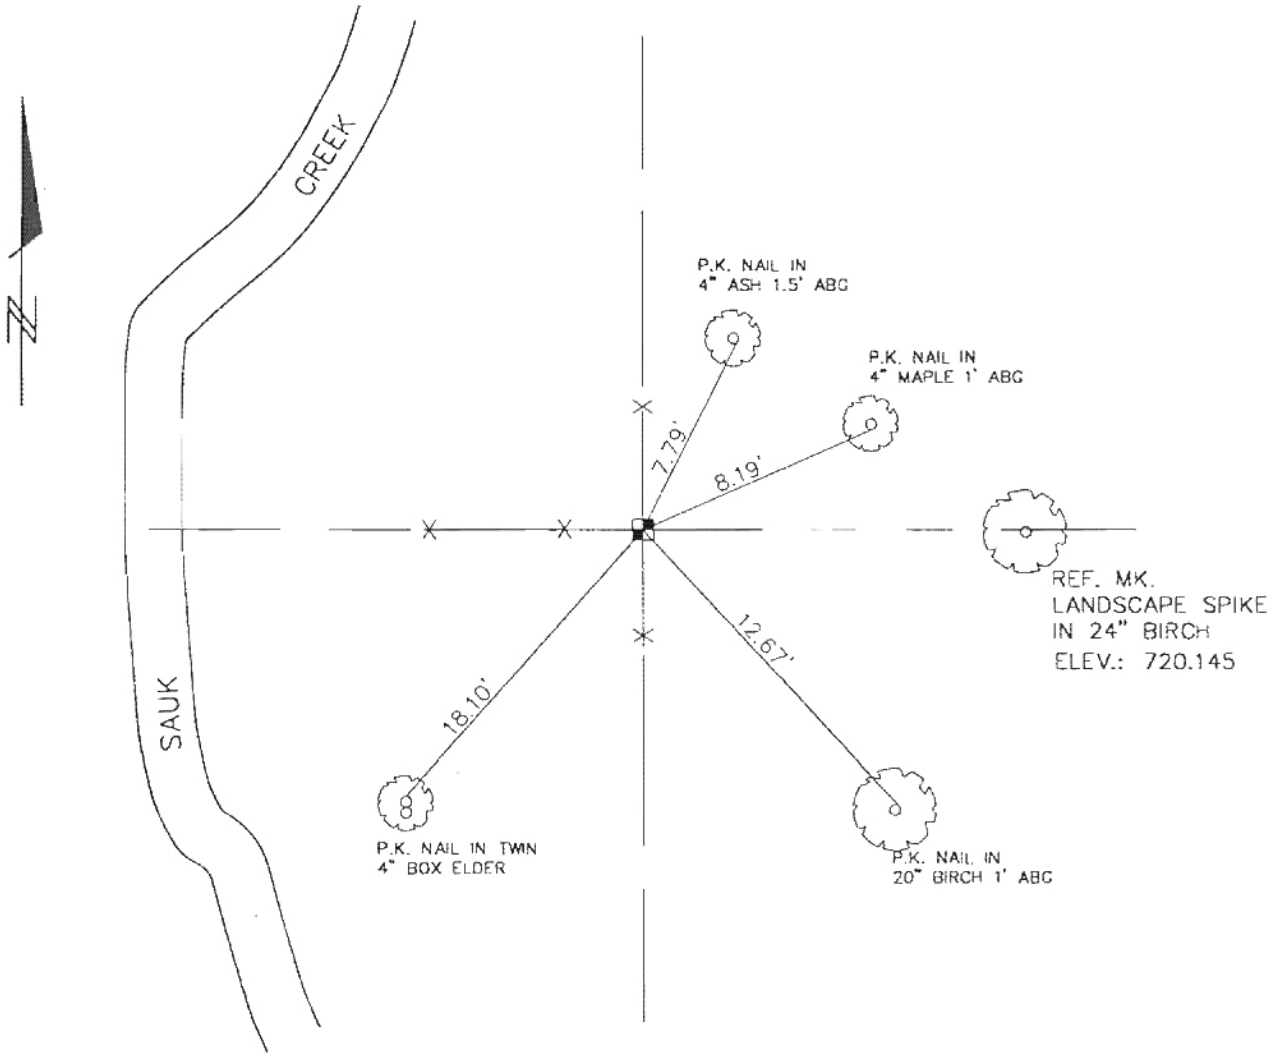 CREEK
N
P.K. NAIL IN
4" ASH 1.5' ABG
P.K. NAIL IN
4" MAPLE 1' ABG
7.79'
8.19'
REF. MK.
LANDSCAPE SPIKE
IN 24" BIRCH
ELEV.: 720.145
12.67'
18.10'
SAUK
P.K. NAIL IN TWIN
4" BOX ELDER
P.K. NAIL IN
20" BIRCH 1' ABG